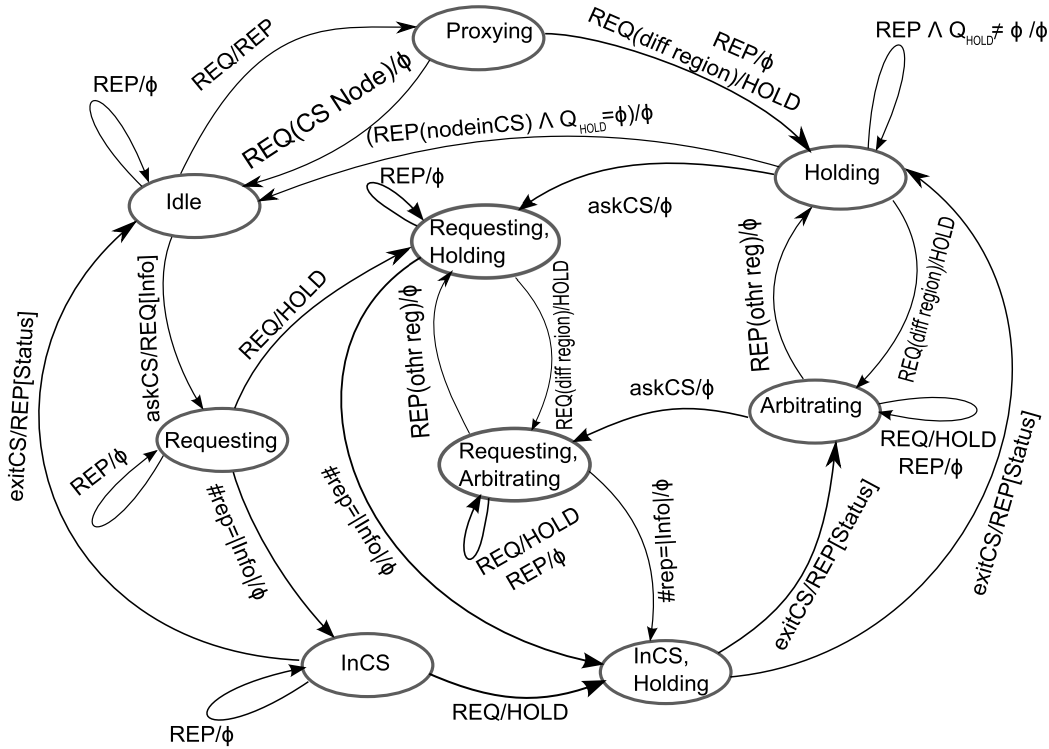 Proxying
REP Λ Q HOLD ≠ ϕ /ϕ
REQ/REP
REP/ϕ
REQ(diff region)/HOLD
REP/ϕ
REQ(CS Node)/ϕ
(REP(nodeinCS) Λ Q HOLD =ϕ)/ϕ
Idle
Holding
REP/ϕ
askCS/ϕ
Requesting,
Holding
askCS/REQ[Info]
REQ/HOLD
REP(othr reg)/ϕ
REQ(diff region)/HOLD
REP(othr reg)/ϕ
REQ(diff region)/HOLD
exitCS/REP[Status]
askCS/ϕ
Arbitrating
Requesting
Requesting,
Arbitrating
REQ/HOLD
REP/ϕ
REP/ϕ
#rep=|Info|/ϕ
#rep=|Info|/ϕ
REQ/HOLD
REP/ϕ
#rep=|Info|/ϕ
exitCS/REP[Status]
exitCS/REP[Status]
InCS
InCS,
Holding
REQ/HOLD
REP/ϕ